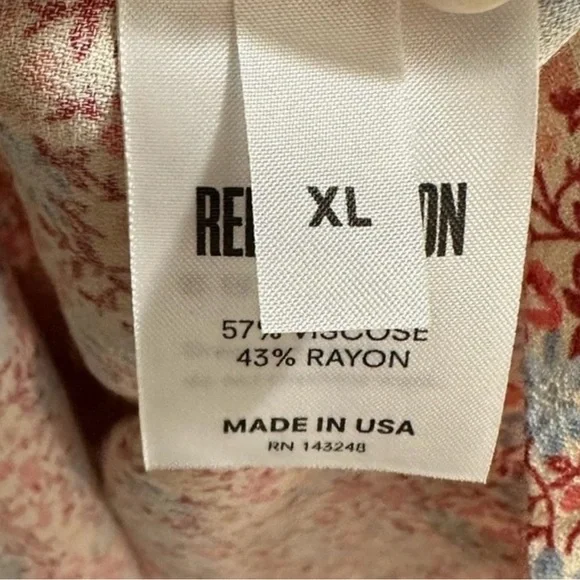 XL
57% VISCOSE
43% RAYON
MADE IN USA
RN 143248